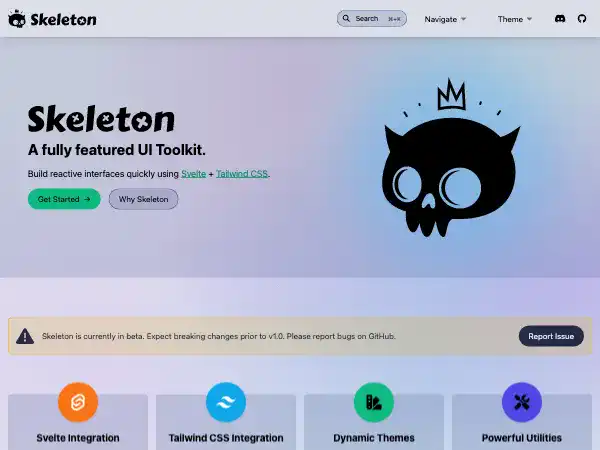 Skeleton
Search ⌘+K
Navigate
Theme
Skeleton
A fully featured UI Toolkit.
Build reactive interfaces quickly using Svelte + Tailwind CSS.
Get Started →
Why Skeleton
Skeleton is currently in beta. Expect breaking changes prior to v1.0. Please report bugs on GitHub.
Report Issue
Svelte Integration
Tailwind CSS Integration
Dynamic Themes
Powerful Utilities